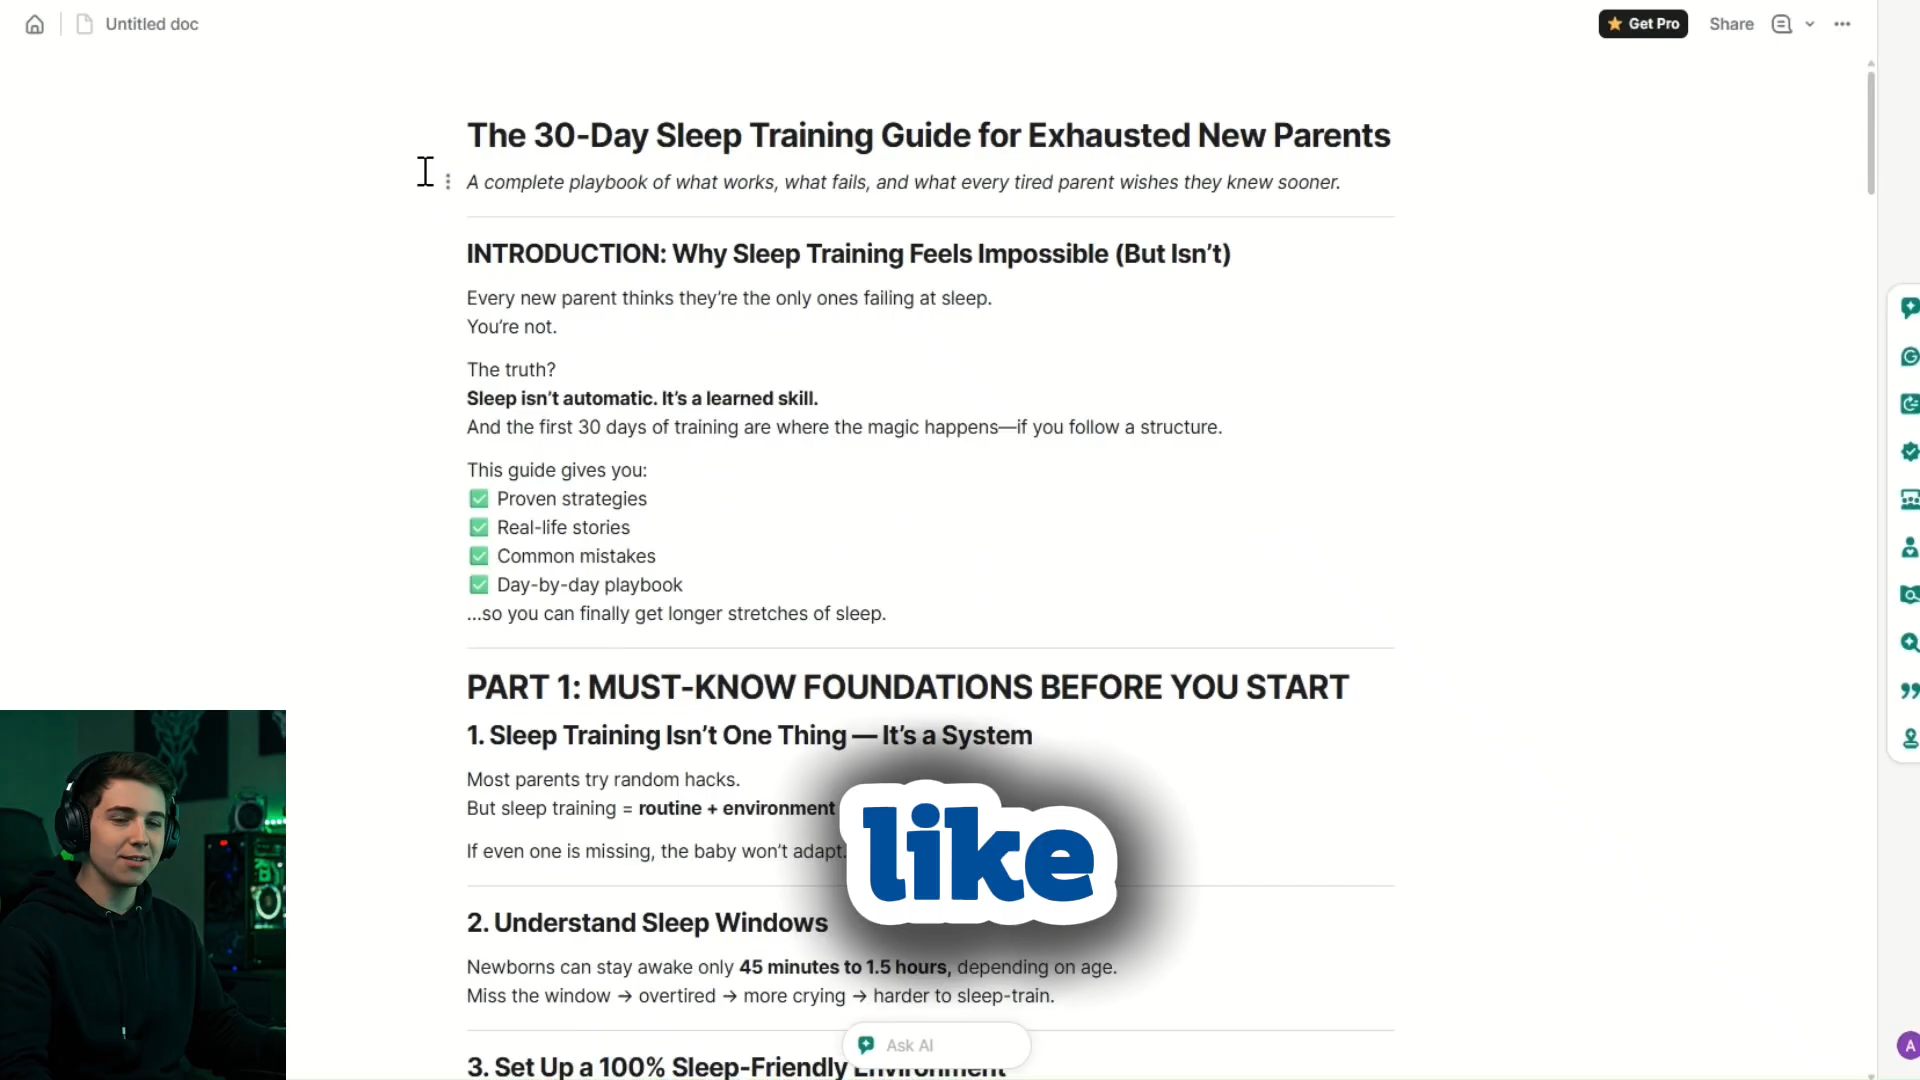 Untitled doc
Get Pro
Share
The 30-Day Sleep Training Guide for Exhausted New Parents
A complete playbook of what works, what fails, and what every tired parent wishes they knew sooner.
INTRODUCTION: Why Sleep Training Feels Impossible (But Isn’t)
Every new parent thinks they’re the only ones failing at sleep.
You’re not.
The truth?
Sleep isn’t automatic. It’s a learned skill.
And the first 30 days of training are where the magic happens—if you follow a structure.
This guide gives you:
✅ Proven strategies
✅ Real-life stories
✅ Common mistakes
✅ Day-by-day playbook
…so you can finally get longer stretches of sleep.
PART 1: MUST-KNOW FOUNDATIONS BEFORE YOU START
1. Sleep Training Isn’t One Thing — It’s a System
Most parents try random hacks.
But sleep training = routine + environment
If even one is missing, the baby won’t adapt.
like
2. Understand Sleep Windows
Newborns can stay awake only 45 minutes to 1.5 hours, depending on age.
Miss the window → overtired → more crying → harder to sleep-train.
Ask AI
3. Set Up a 100% Sleep-Friendly Environment
A